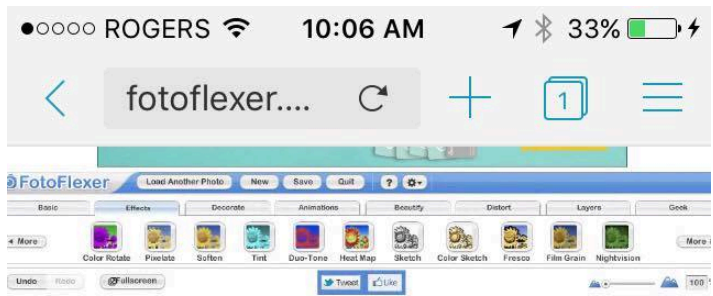 ROGERS 10:06 AM 33%
fotoflexer.... 1
FotoFlexer Load Another Photo New Save Quit ?
Basic Effects Decorate Animations Beautify Distort Layers Geek
More Color Rotate Pixelate Soften Tint Duo-Tone Heat Map Sketch Color Sketch Fresco Film Grain Nightvision More
Undo Redo Fullscreen Tweet Like 100